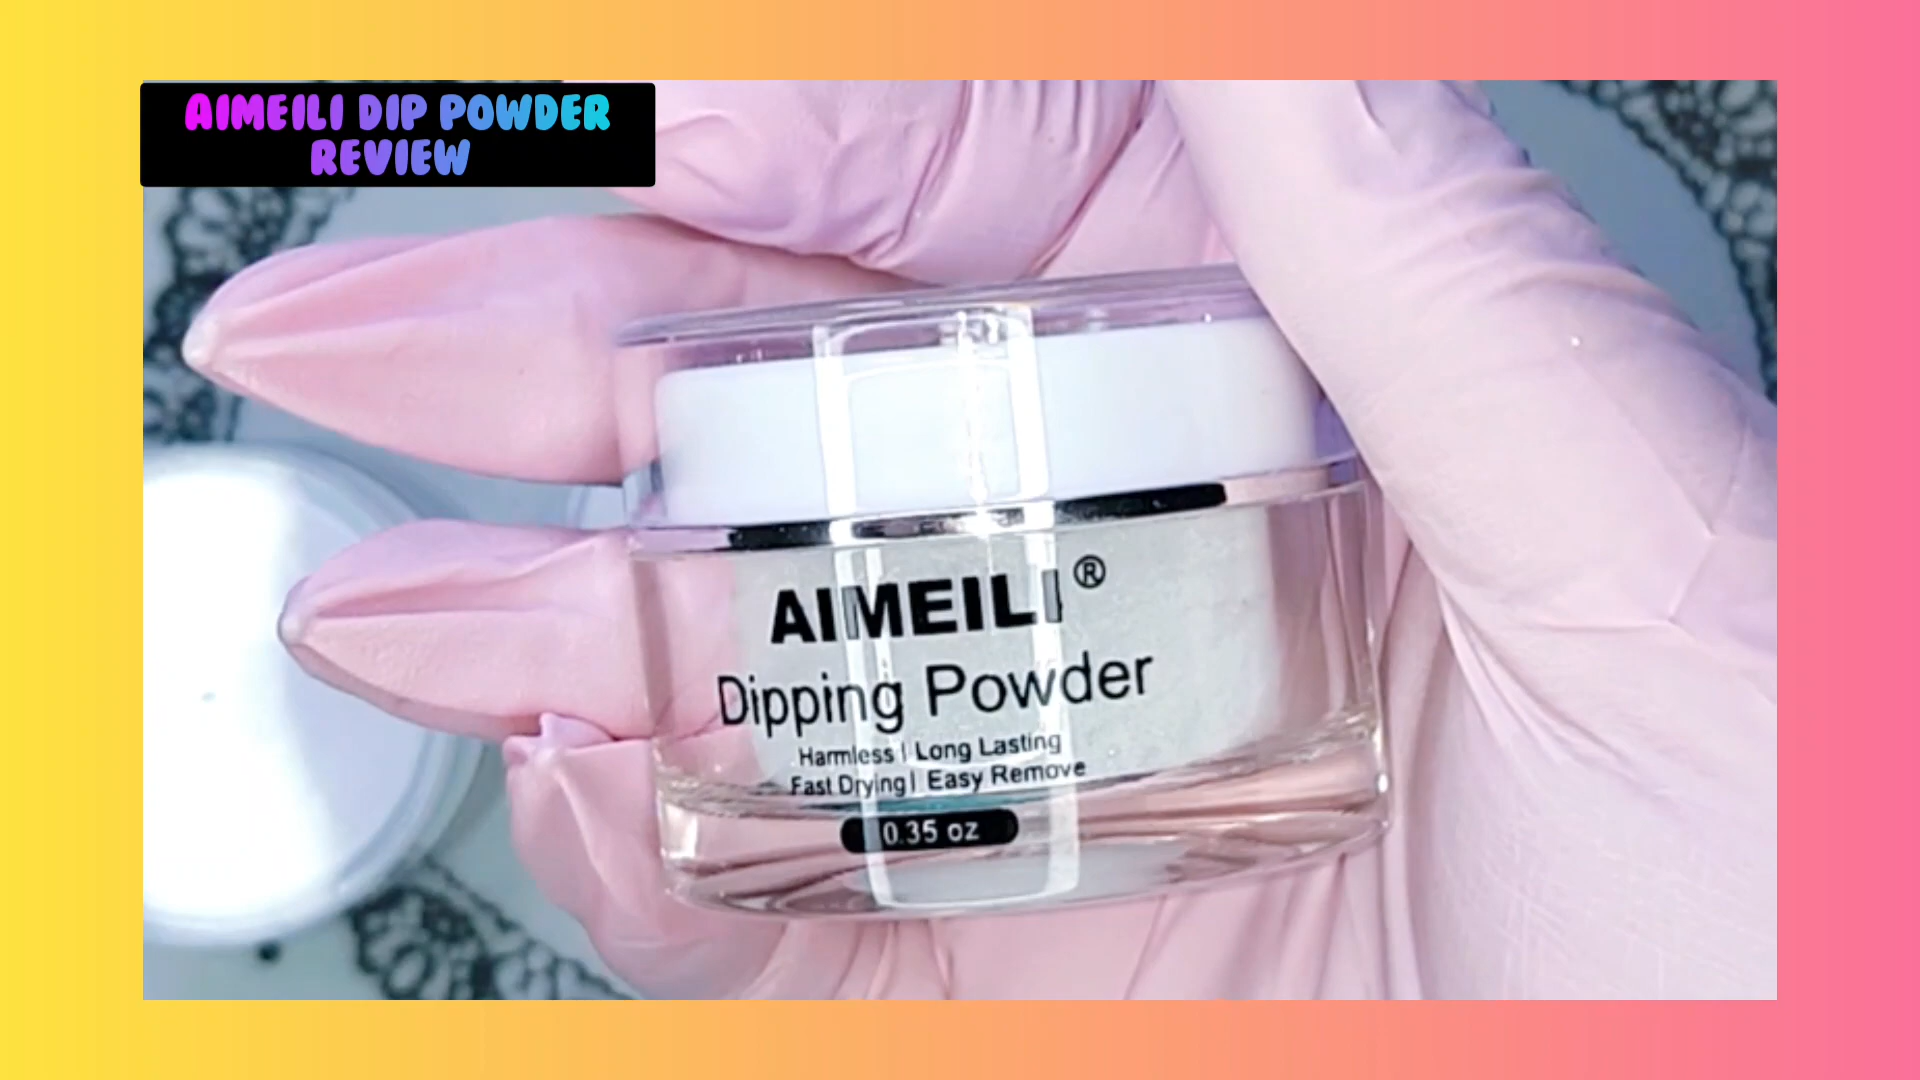 AIMEILI DIP POWDER
REVIEW
AIMEILI®
Dipping Powder
Harmless | Long Lasting
Fast Drying| Easy Remove
0.35 oz